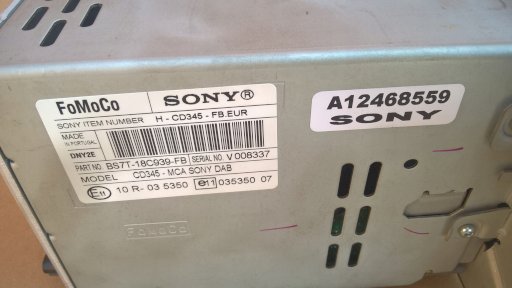 FoMoCo SONY®
SONY ITEM NUMBER H - CD345 - FB.EUR
MADE
IN PORTUGAL
DNY2E
PART NO BS7T-18C939-FB SERIAL NO. V 006337
MODEL CD345 - MCA SONY DAB
E11 10 R- 03 5350 e11 035350 07
A12468559
SONY
FoMoCo